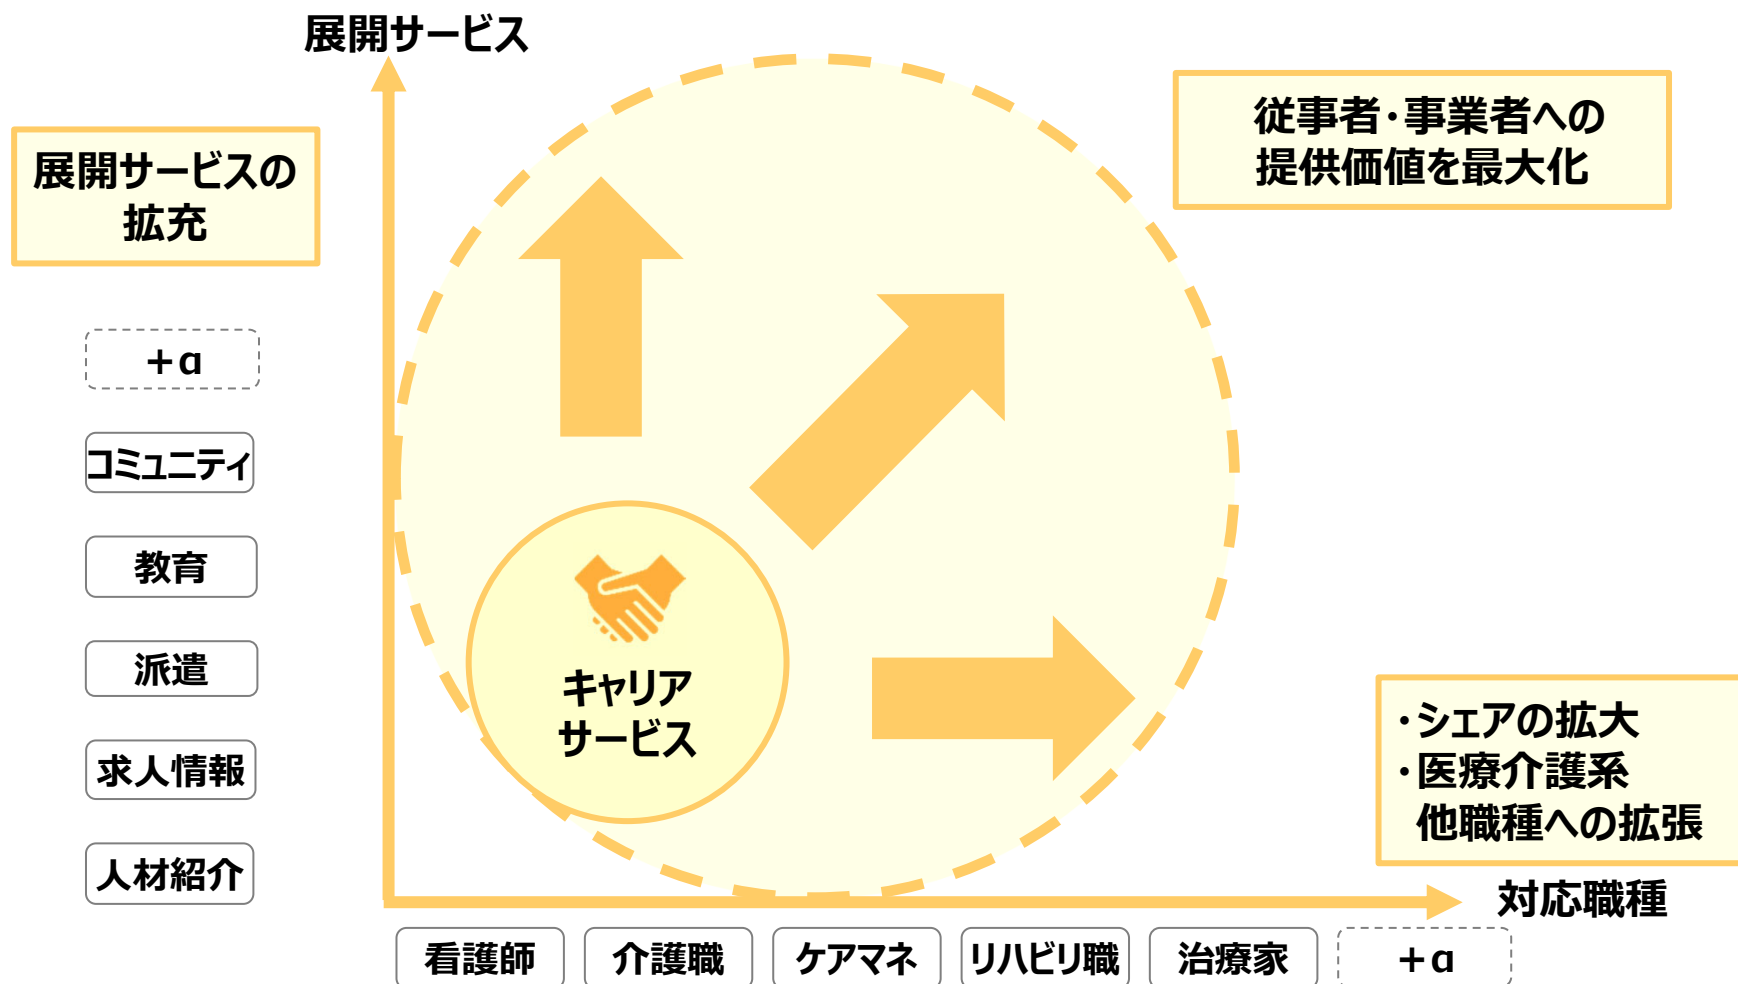 展開サービス
展開サービスの
拡充
従事者・事業者への
提供価値を最大化
+α
コミュニティ
教育
派遣
求人情報
人材紹介
キャリア
サービス
・シェアの拡大
・医療介護系
他職種への拡張
対応職種
看護師
介護職
ケアマネ
リハビリ職
治療家
+α